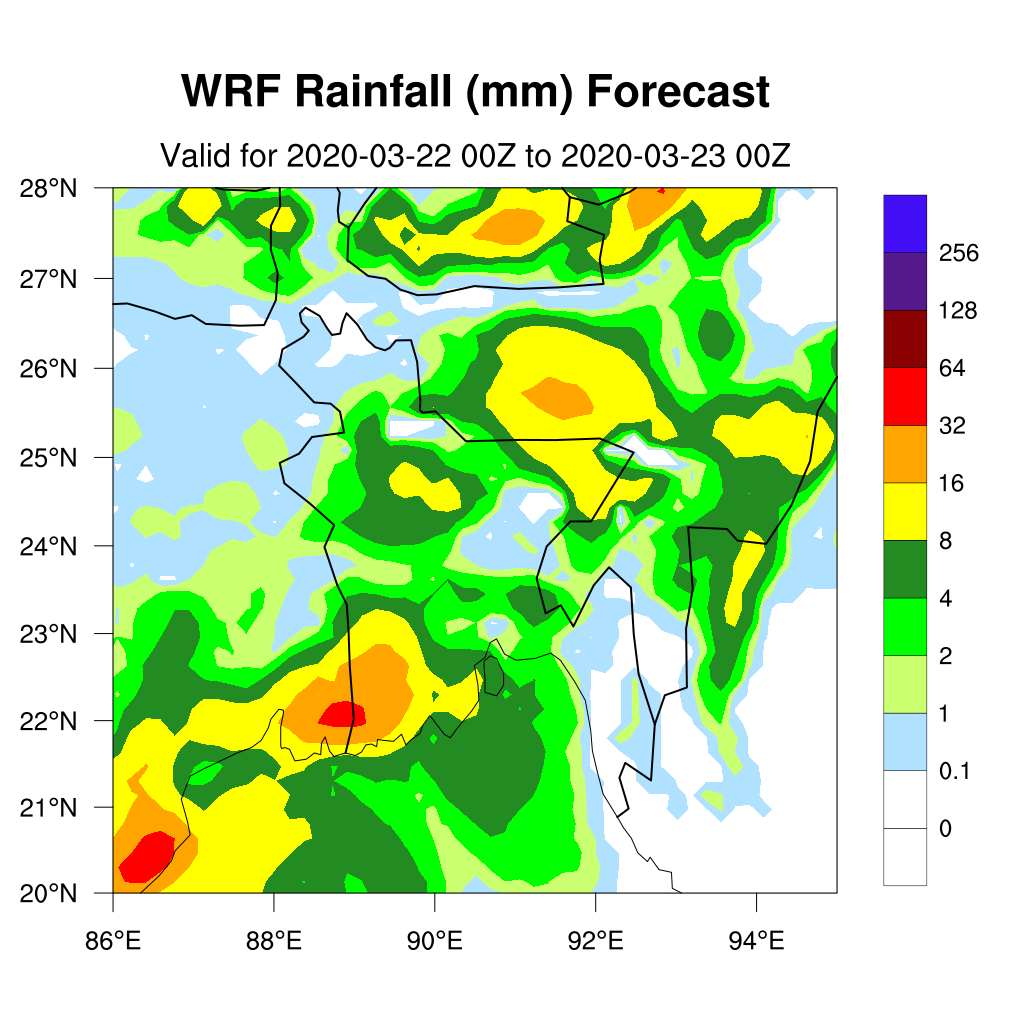 WRF Rainfall (mm) Forecast
Valid for 2020-03-22 00Z to 2020-03-23 00Z
28°N
27°N
26°N
25°N
24°N
23°N
22°N
21°N
20°N
86°E 88°E 90°E 92°E 94°E
256
128
64
32
16
8
4
2
1
0.1
0